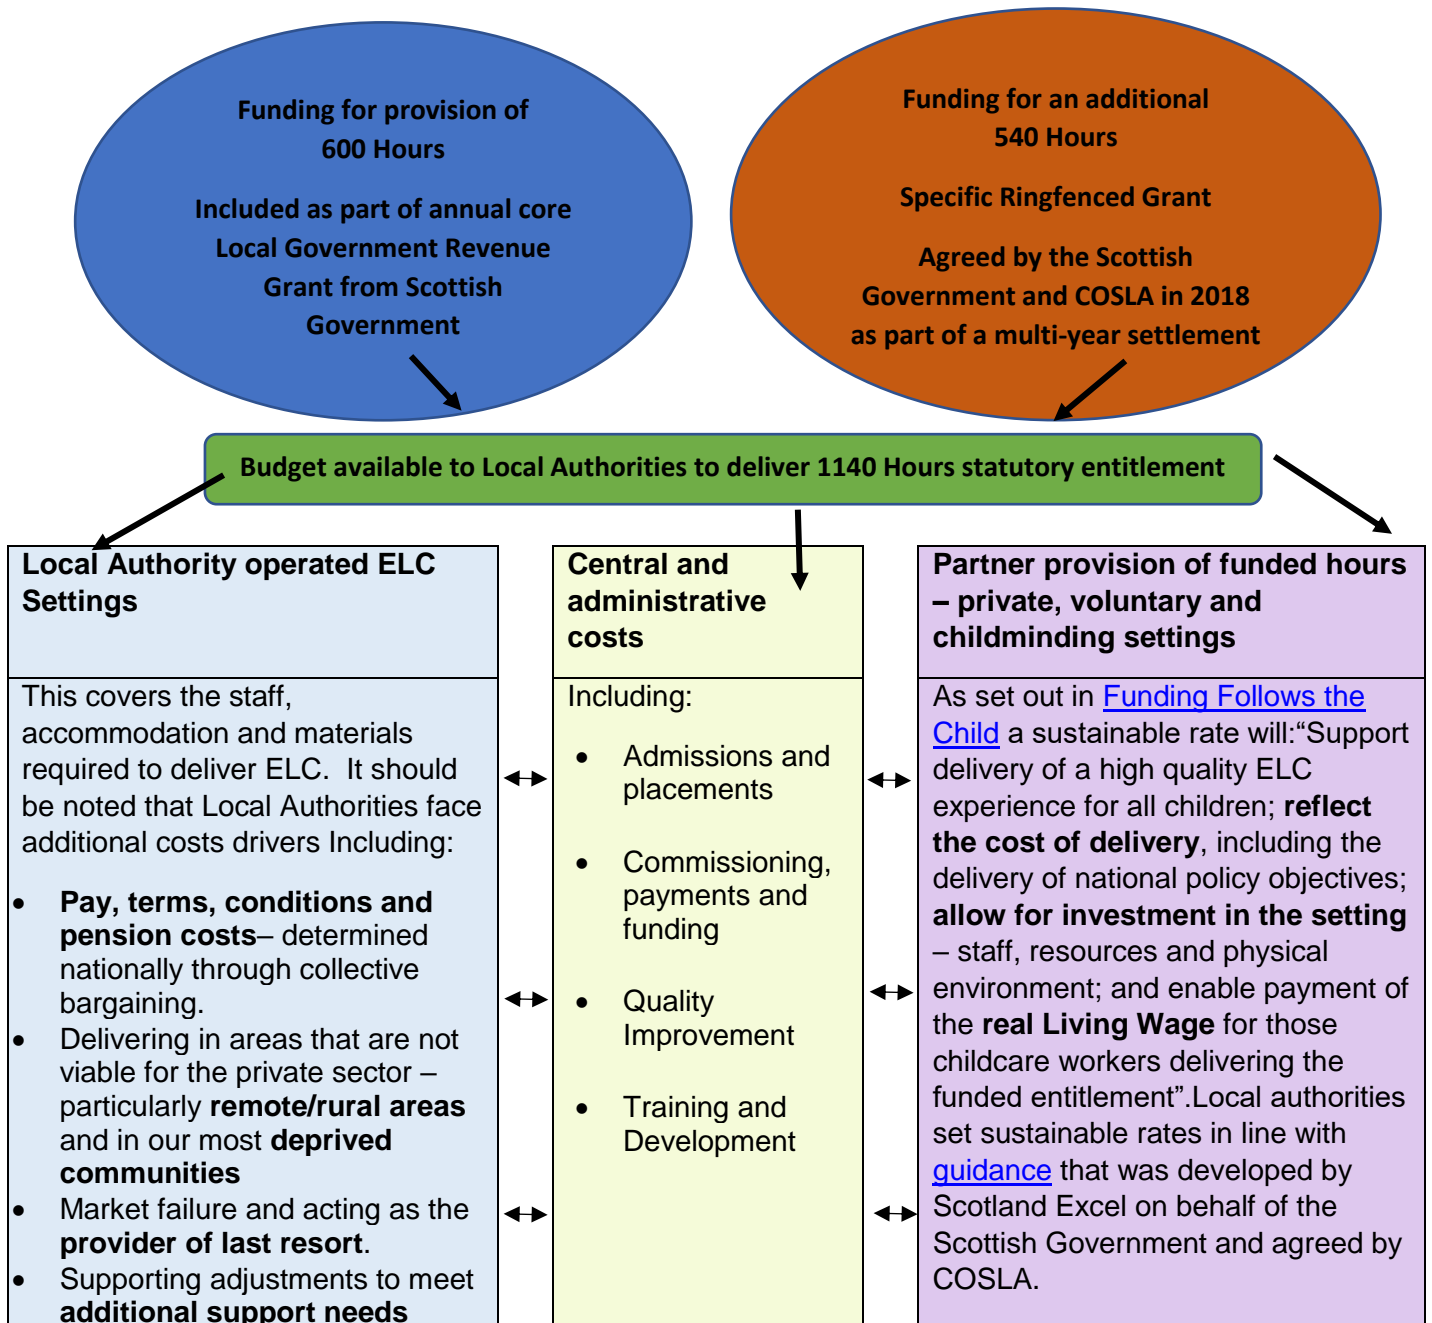 Funding for provision of
600 Hours
Included as part of annual core
Local Government Revenue
Grant from Scottish
Government
Funding for an additional
540 Hours
Specific Ringfenced Grant
Agreed by the Scottish
Government and COSLA in 2018
as part of a multi-year settlement
Budget available to Local Authorities to deliver 1140 Hours statutory entitlement
Local Authority operated ELC
Settings
This covers the staff,
accommodation and materials
required to deliver ELC.  It should
be noted that Local Authorities face
additional costs drivers Including:
• Pay, terms, conditions and
pension costs– determined
nationally through collective
bargaining.
• Delivering in areas that are not
viable for the private sector –
particularly remote/rural areas
and in our most deprived
communities
• Market failure and acting as the
provider of last resort.
• Supporting adjustments to meet
additional support needs
Central and
administrative
costs
Including:
• Admissions and
placements
• Commissioning,
payments and
funding
• Quality
Improvement
• Training and
Development
Partner provision of funded hours
– private, voluntary and
childminding settings
As set out in Funding Follows the
Child a sustainable rate will:“Support
delivery of a high quality ELC
experience for all children; reflect
the cost of delivery, including the
delivery of national policy objectives;
allow for investment in the setting
– staff, resources and physical
environment; and enable payment of
the real Living Wage for those
childcare workers delivering the
funded entitlement”.Local authorities
set sustainable rates in line with
guidance that was developed by
Scotland Excel on behalf of the
Scottish Government and agreed by
COSLA.